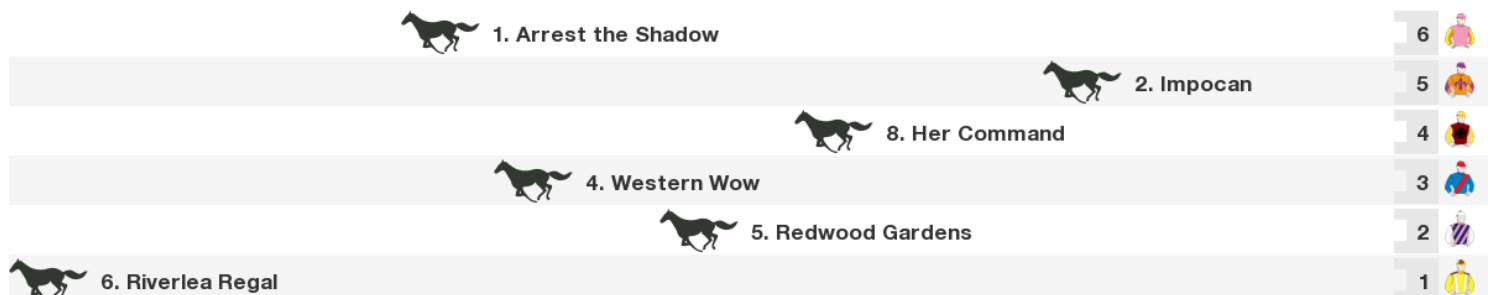 1. Arrest the Shadow 6
2. Impocan 5
8. Her Command 4
4. Western Wow 3
5. Redwood Gardens 2
6. Riverlea Regal 1